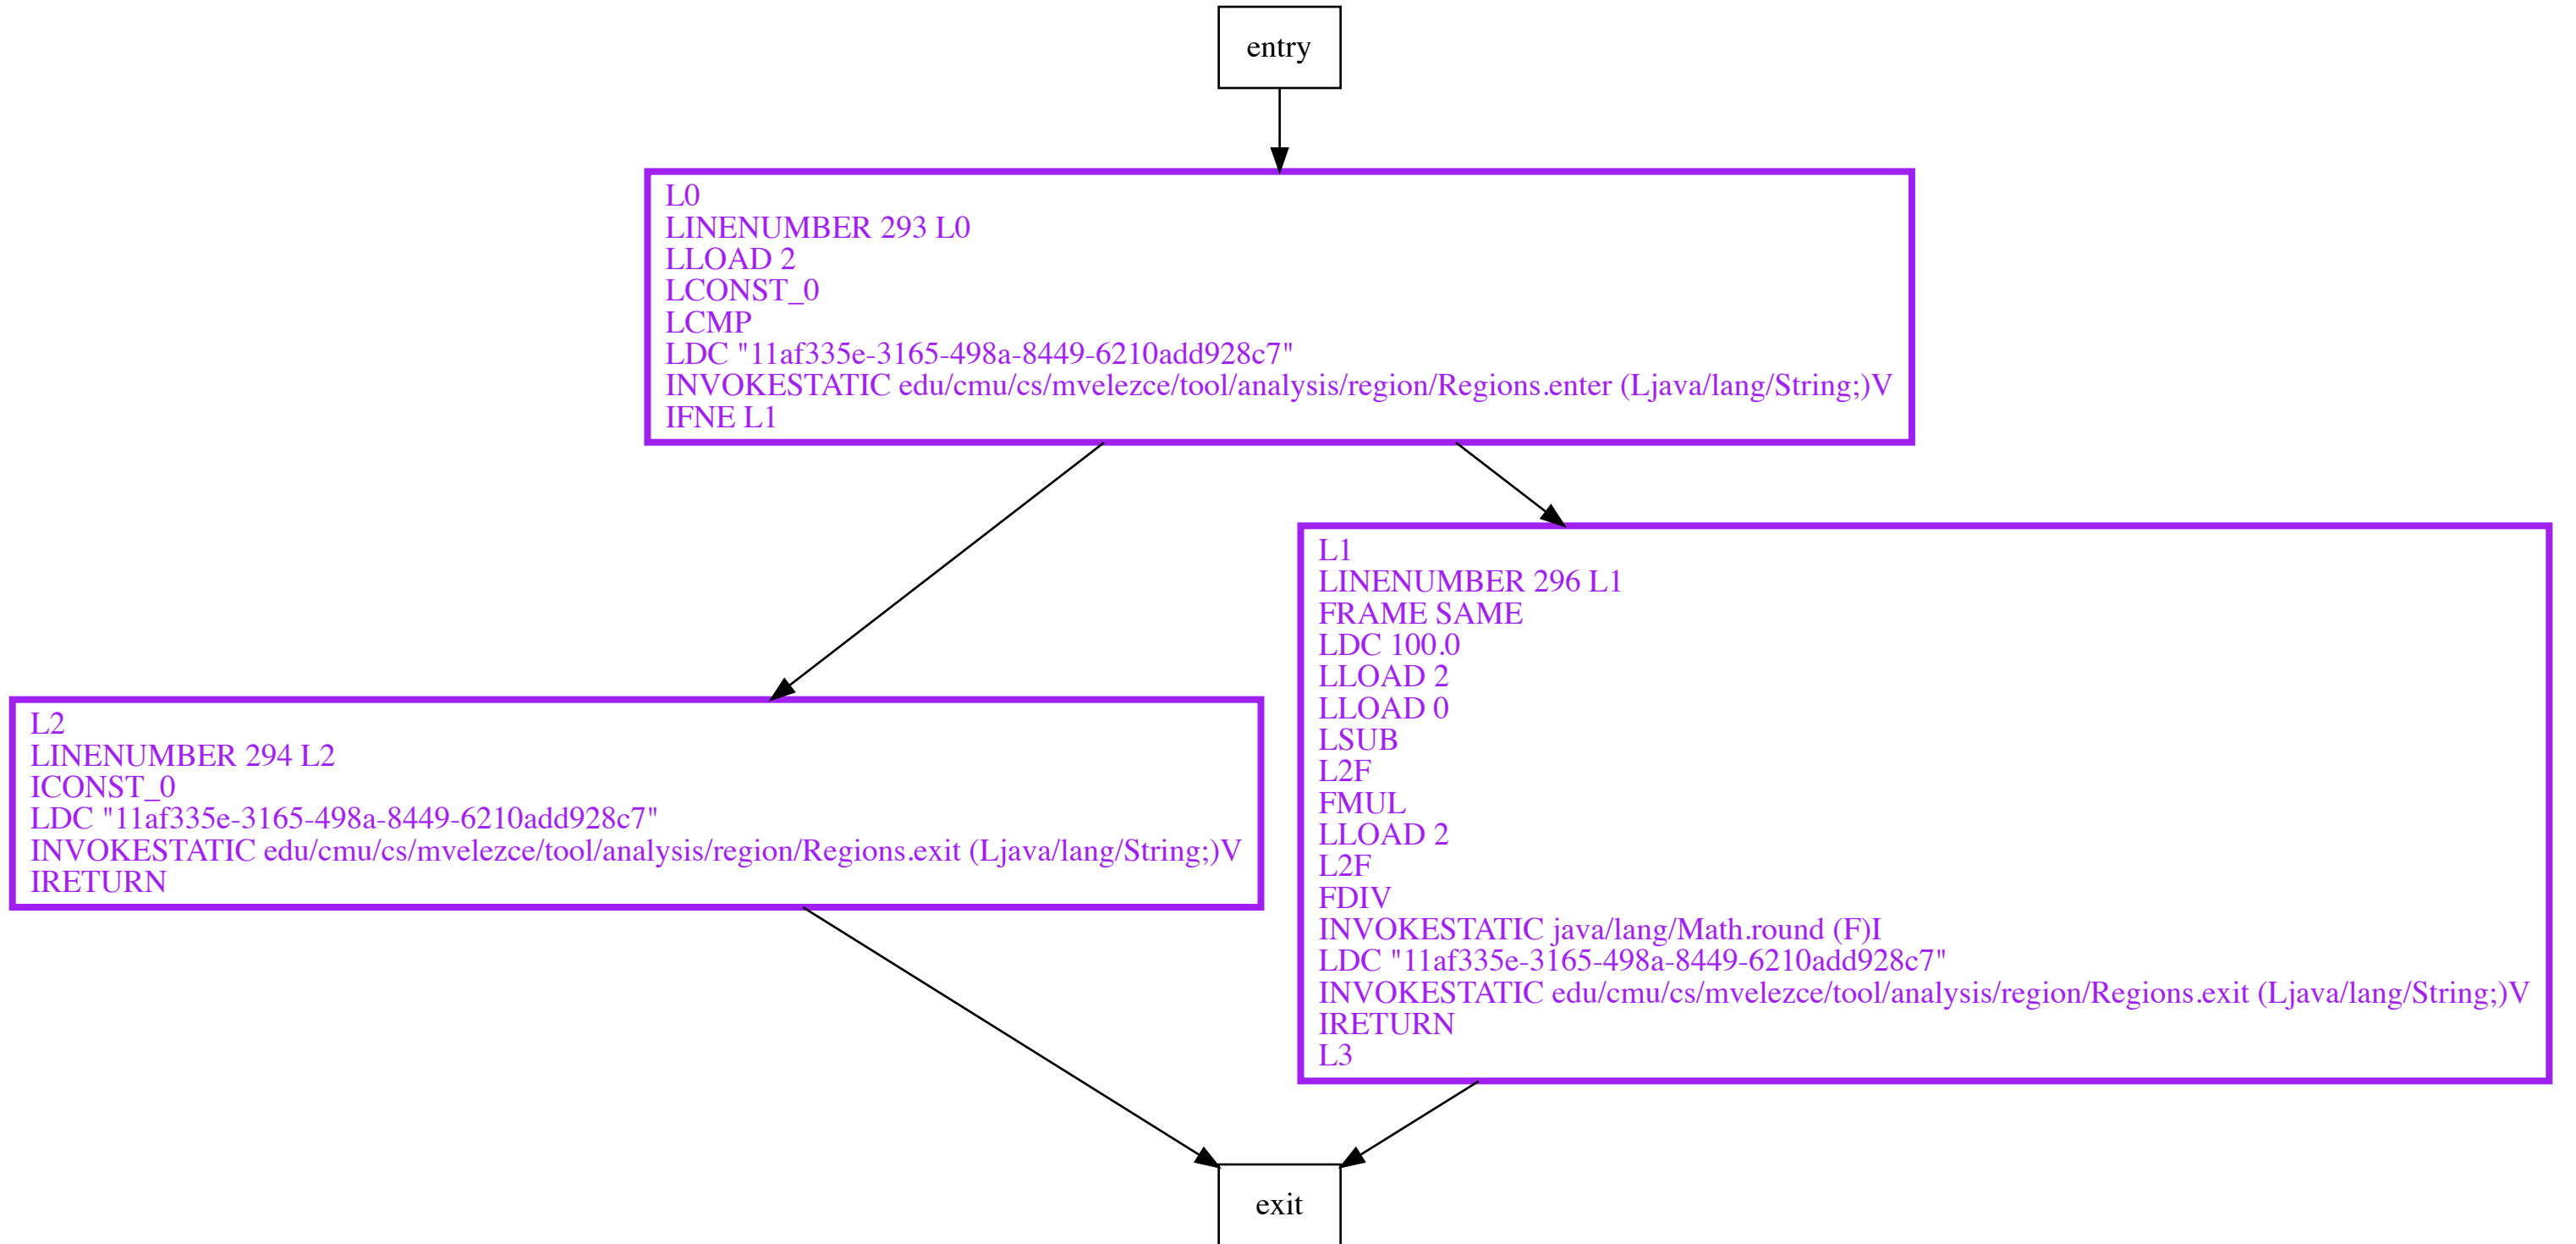 entry
L0
LINENUMBER 293 L0
LLOAD 2
LCONST_0
LCMP
LDC "11af335e-3165-498a-8449-6210add928c7"
INVOKESTATIC edu/cmu/cs/mvelezce/tool/analysis/region/Regions.enter (Ljava/lang/String;)V
IFNE L1
L2
LINENUMBER 294 L2
ICONST_0
LDC "11af335e-3165-498a-8449-6210add928c7"
INVOKESTATIC edu/cmu/cs/mvelezce/tool/analysis/region/Regions.exit (Ljava/lang/String;)V
IRETURN
L1
LINENUMBER 296 L1
FRAME SAME
LDC 100.0
LLOAD 2
LLOAD 0
LSUB
L2F
FMUL
LLOAD 2
L2F
FDIV
INVOKESTATIC java/lang/Math.round (F)I
LDC "11af335e-3165-498a-8449-6210add928c7"
INVOKESTATIC edu/cmu/cs/mvelezce/tool/analysis/region/Regions.exit (Ljava/lang/String;)V
IRETURN
L3
exit